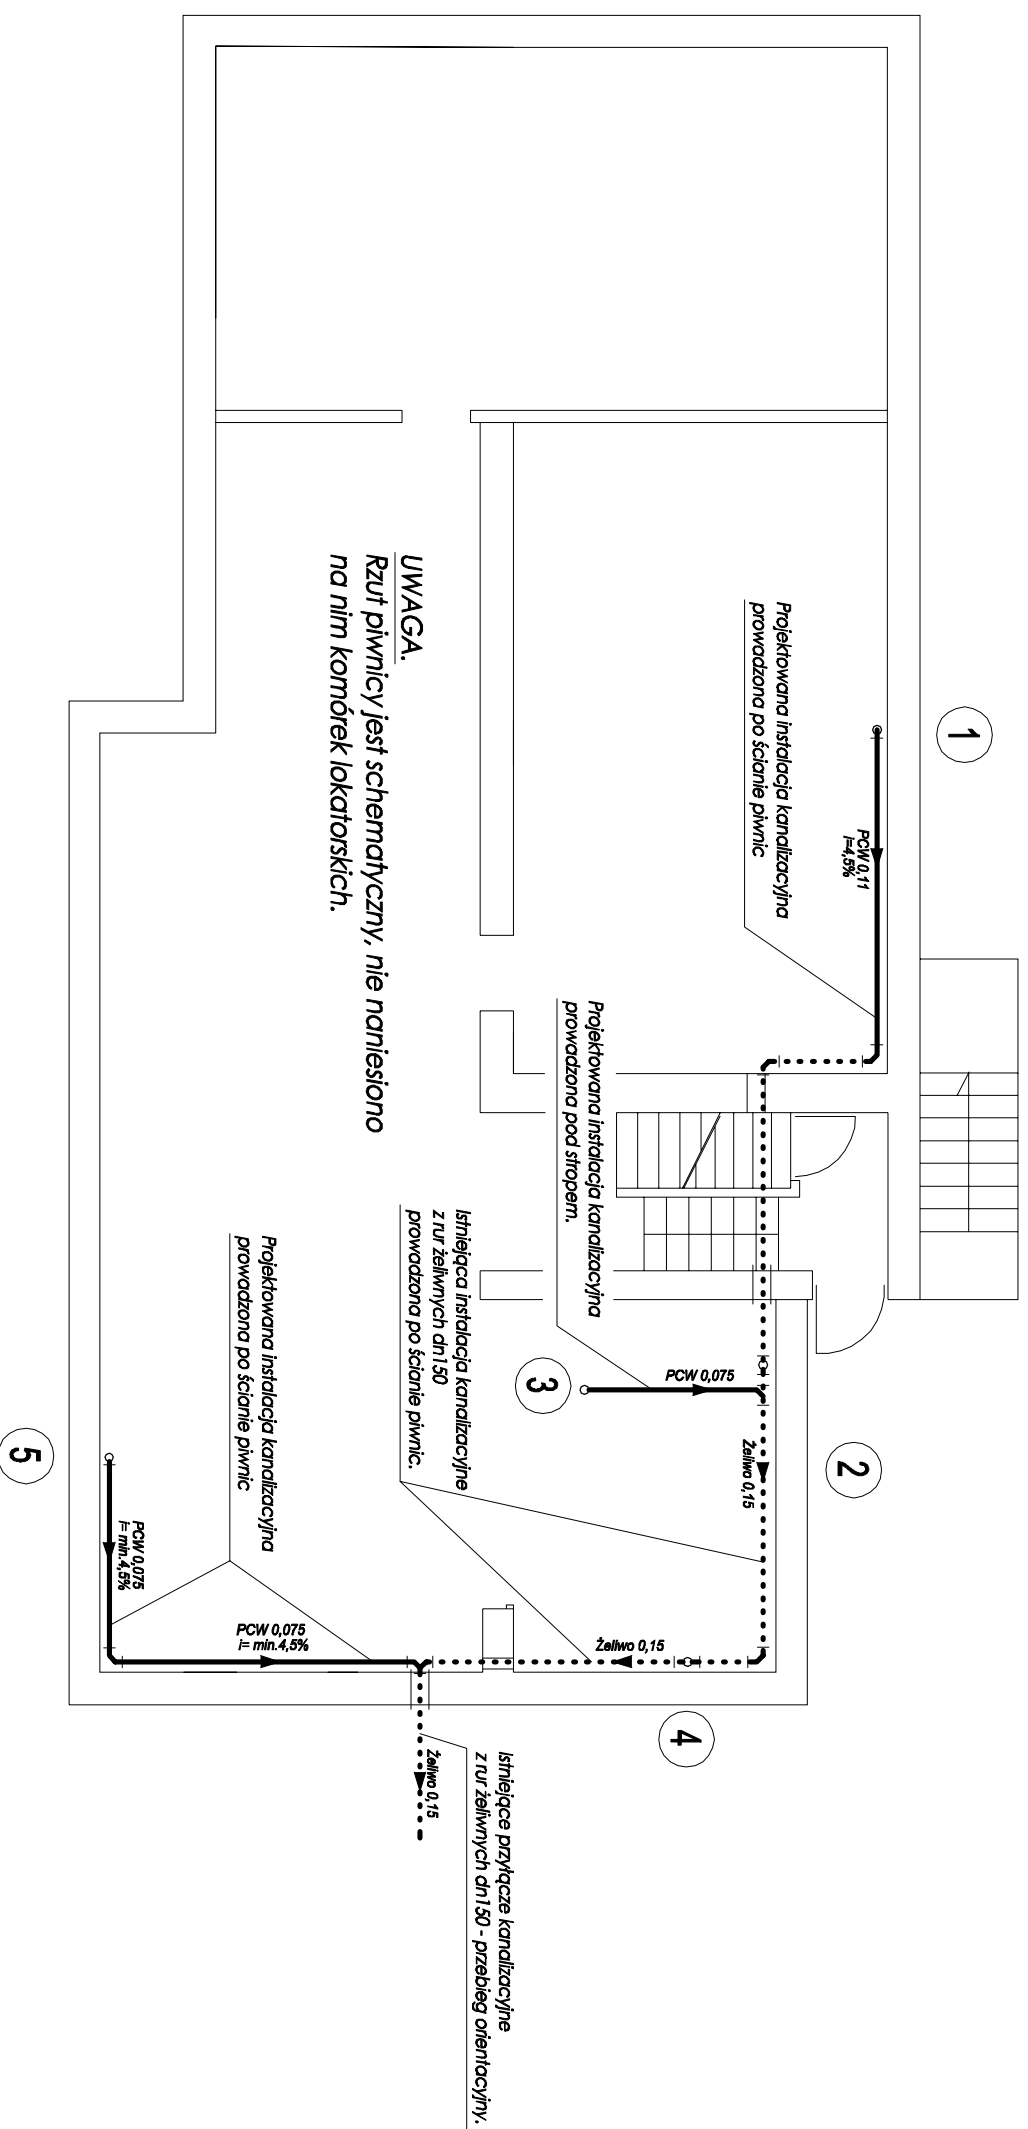 1
Projektowana instalacja kanalizacyjna
prowadzona po ścianie piwnic
PCW 0,11
i=4,5%
UWAGA.
Rzut piwnicy jest schematyczny, nie naniesiono
na nim komórek lokatorskich.
Projektowana instalacja kanalizacyjna
prowadzona pod stropem.
3
PCW 0,075
2
Żeliwo 0,15
Istniejąca instalacja kanalizacyjne
z rur żeliwnych dn150
prowadzona po ścianie piwnic.
Projektowana instalacja kanalizacyjna
prowadzona po ścianie piwnic
5
PCW 0,075
i= min.4,5%
PCW 0,075
i= min.4,5%
Żeliwo 0,15
4
Żeliwo 0,15
Istniejące przyłącze kanalizacyjne
z rur żeliwnych dn150 - przebieg orientacyjny.